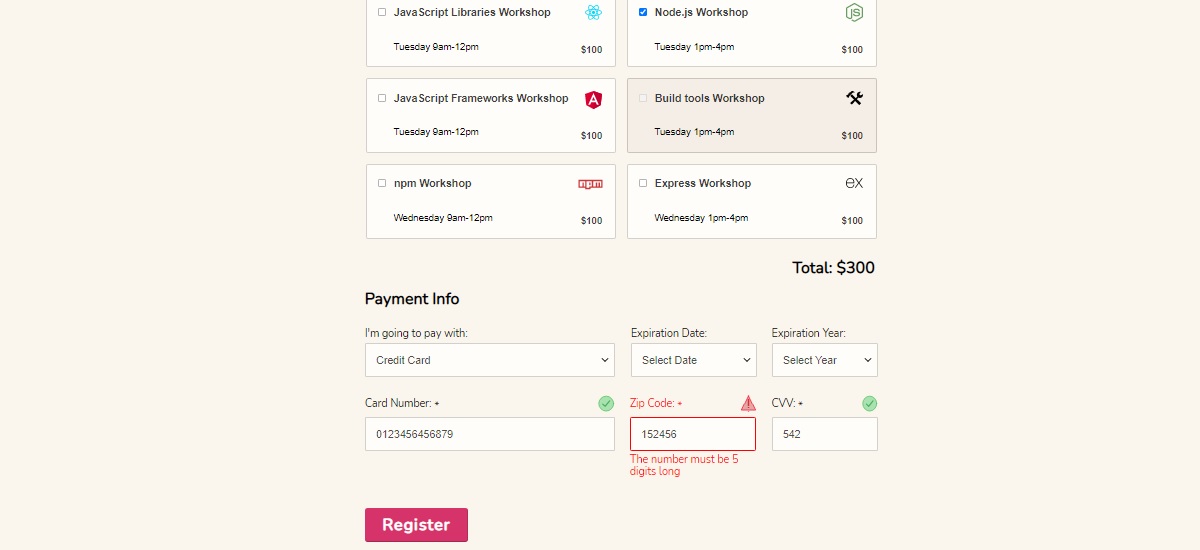 JavaScript Libraries Workshop
Tuesday 9am-12pm
$100
Node.js Workshop
JS
Tuesday 1pm-4pm
$100
JavaScript Frameworks Workshop
A
Tuesday 9am-12pm
$100
Build tools Workshop
Tuesday 1pm-4pm
$100
npm Workshop
npm
Wednesday 9am-12pm
$100
Express Workshop
ex
Wednesday 1pm-4pm
$100
Total: $300
Payment Info
I'm going to pay with:
Credit Card
Expiration Date:
Select Date
Expiration Year:
Select Year
Card Number: *
0123456456879
Zip Code: *
152456
The number must be 5
digits long
CVV: *
542
Register